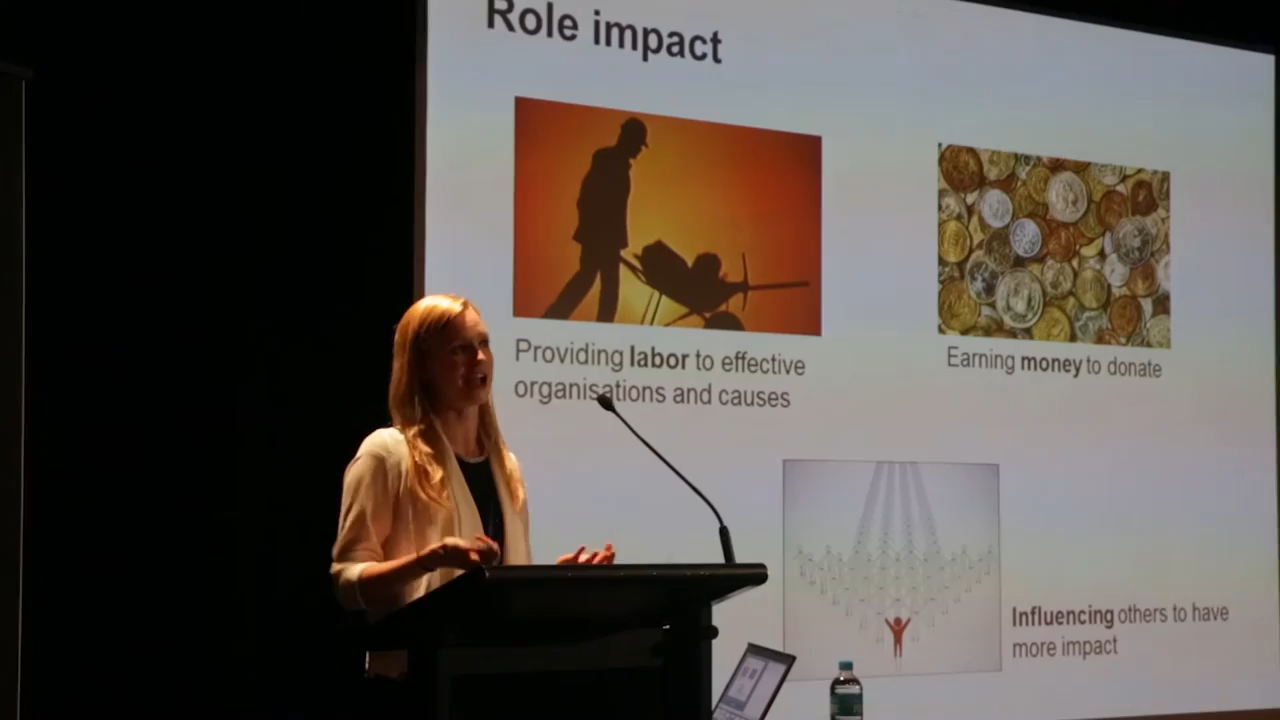 Role impact
Providing labor to effective
organisations and causes
Earning money to donate
Influencing others to have
more impact